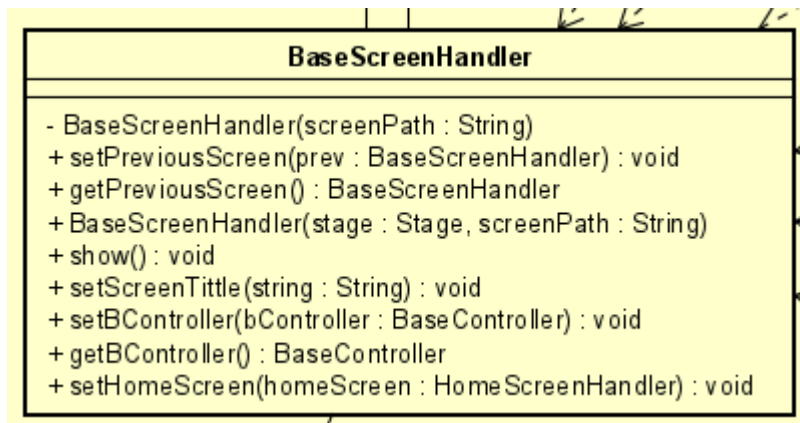 BaseScreenHandler
- BaseScreenHandler(screenPath : String)
+ setPreviousScreen(prev : BaseScreenHandler) : void
+ getPreviousScreen() : BaseScreenHandler
+ BaseScreenHandler(stage : Stage, screenPath : String)
+ show() : void
+ setScreenTittle(string : String) : void
+ setBController(bController : BaseController) : void
+ getBController() : BaseController
+ setHomeScreen(homeScreen : HomeScreenHandler) : void